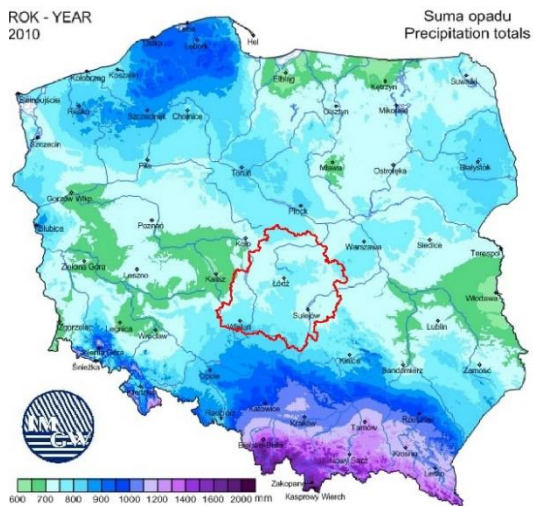 ROK - YEAR
2010
Suma opadu
Precipitation totals
Hel
Łeba
Ustka
Lębork
Kołobrzeg
Koszalin
Elbląg
Kętrzyn
Suwałki
Świnoujście
Resko
Szczecinek
Chojnice
Olsztyn
Mikołajki
Szczecin
Piła
Toruń
Mława
Ostrołęka
Białystok
Gorzów Wlkp.
Płock
Słubice
Poznań
Koło
Warszawa
Siedlce
Terespol
Zielona Góra
Leszno
Kalisz
Łódź
Włodawa
Zgorzelec
Legnica
Wrocław
Wieluń
Sulejów
Lublin
Jelenia Góra
Śnieżka
Kielce
Sandomierz
Zamość
Kłodzko
Opole
Racibórz
Katowice
Kraków
Tarnów
Rzeszów
Bielsko-Biała
Nowy Sącz
Krosno
Lesko
Zakopane
Kasprowy Wierch
IM
GW
600 700 800 900 1000 1200 1400 1600 1800 2000 mm